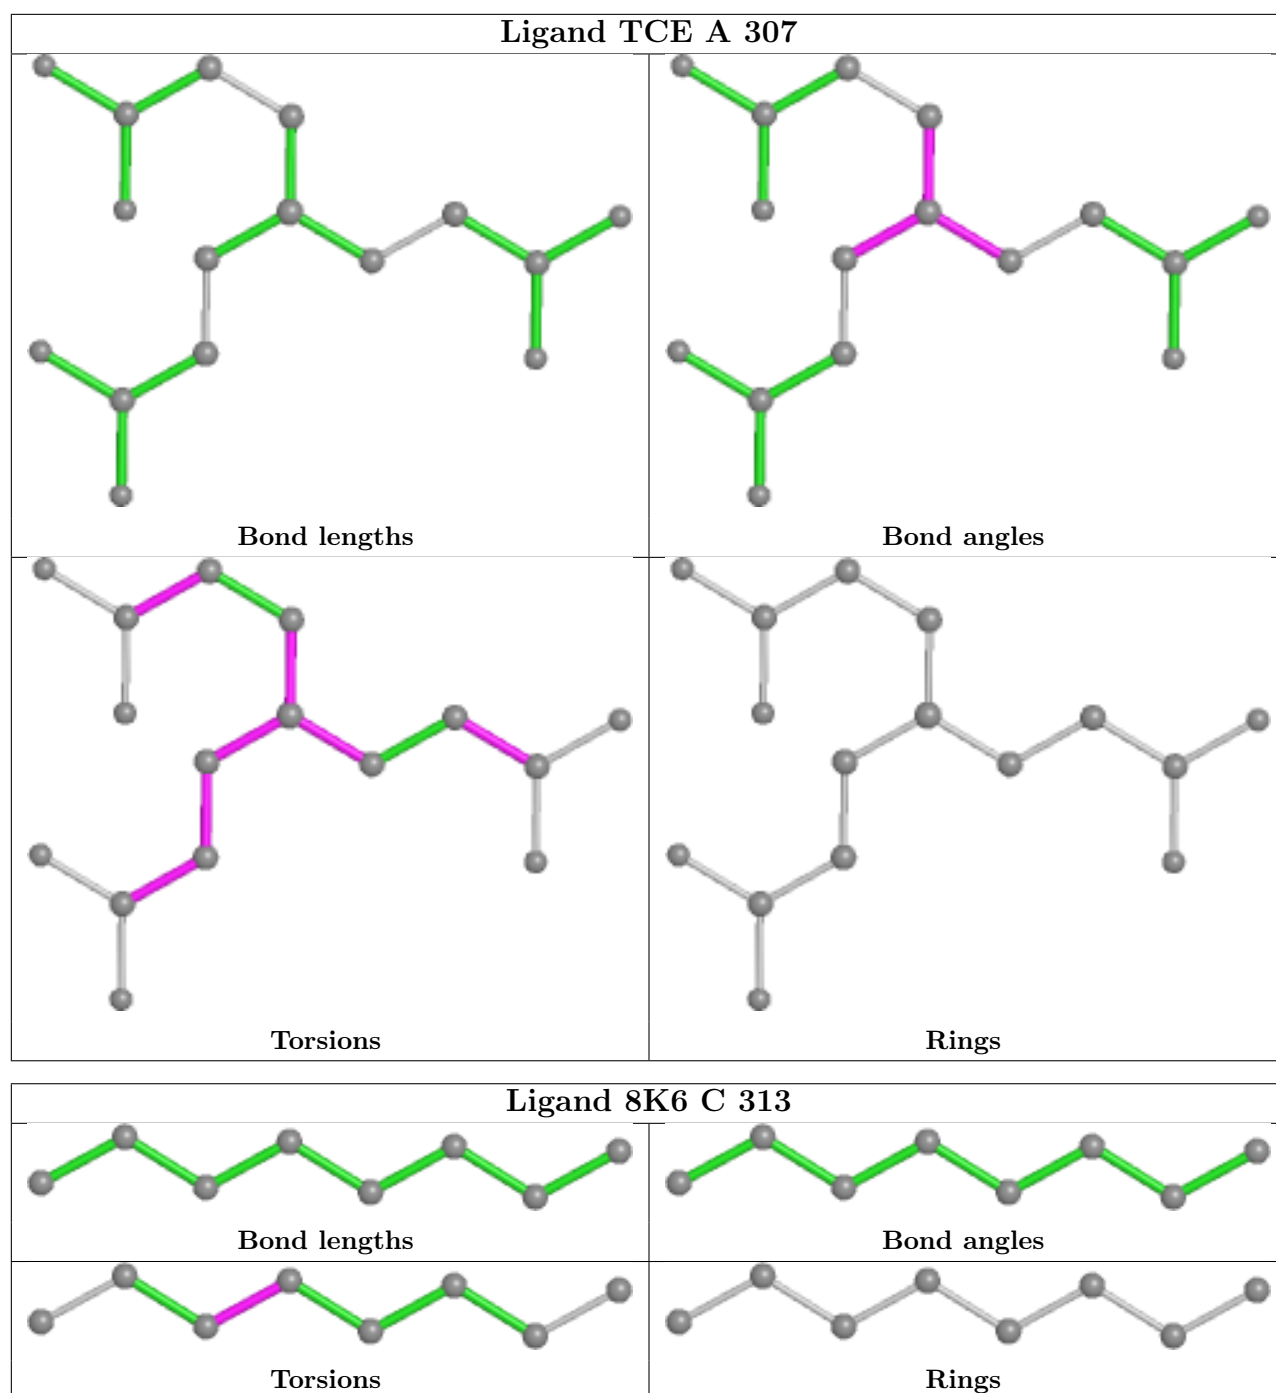 Ligand TCE A 307
Bond lengths
Bond angles
Torsions
Rings
Ligand 8K6 C 313
Bond lengths
Bond angles
Torsions
Rings